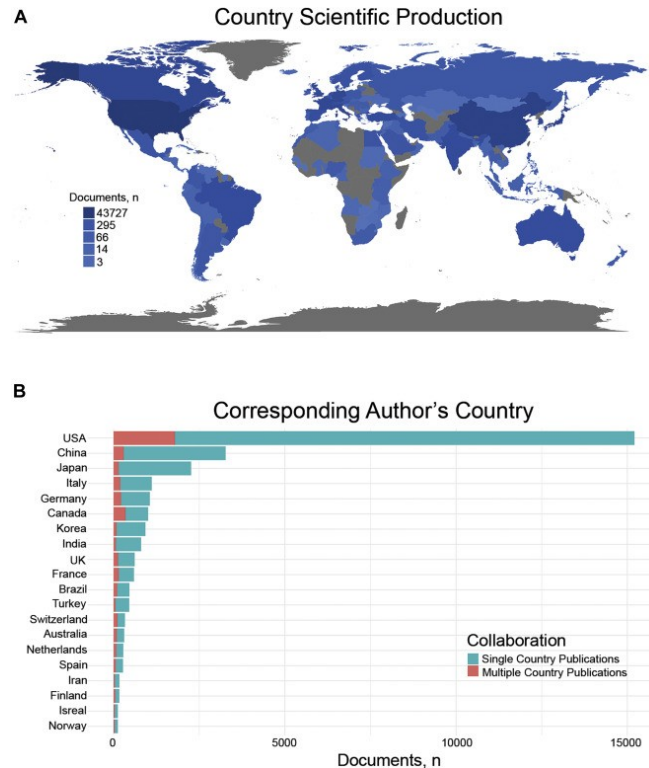 A
Country Scientific Production
Documents, n
43727
295
66
14
3
B
Corresponding Author's Country
USA
China
Japan
Italy
Germany
Canada
Korea
India
UK
France
Brazil
Turkey
Switzerland
Australia
Netherlands
Spain
Iran
Finland
Isreal
Norway
Collaboration
Single Country Publications
Multiple Country Publications
0 5000 10000 15000
Documents, n